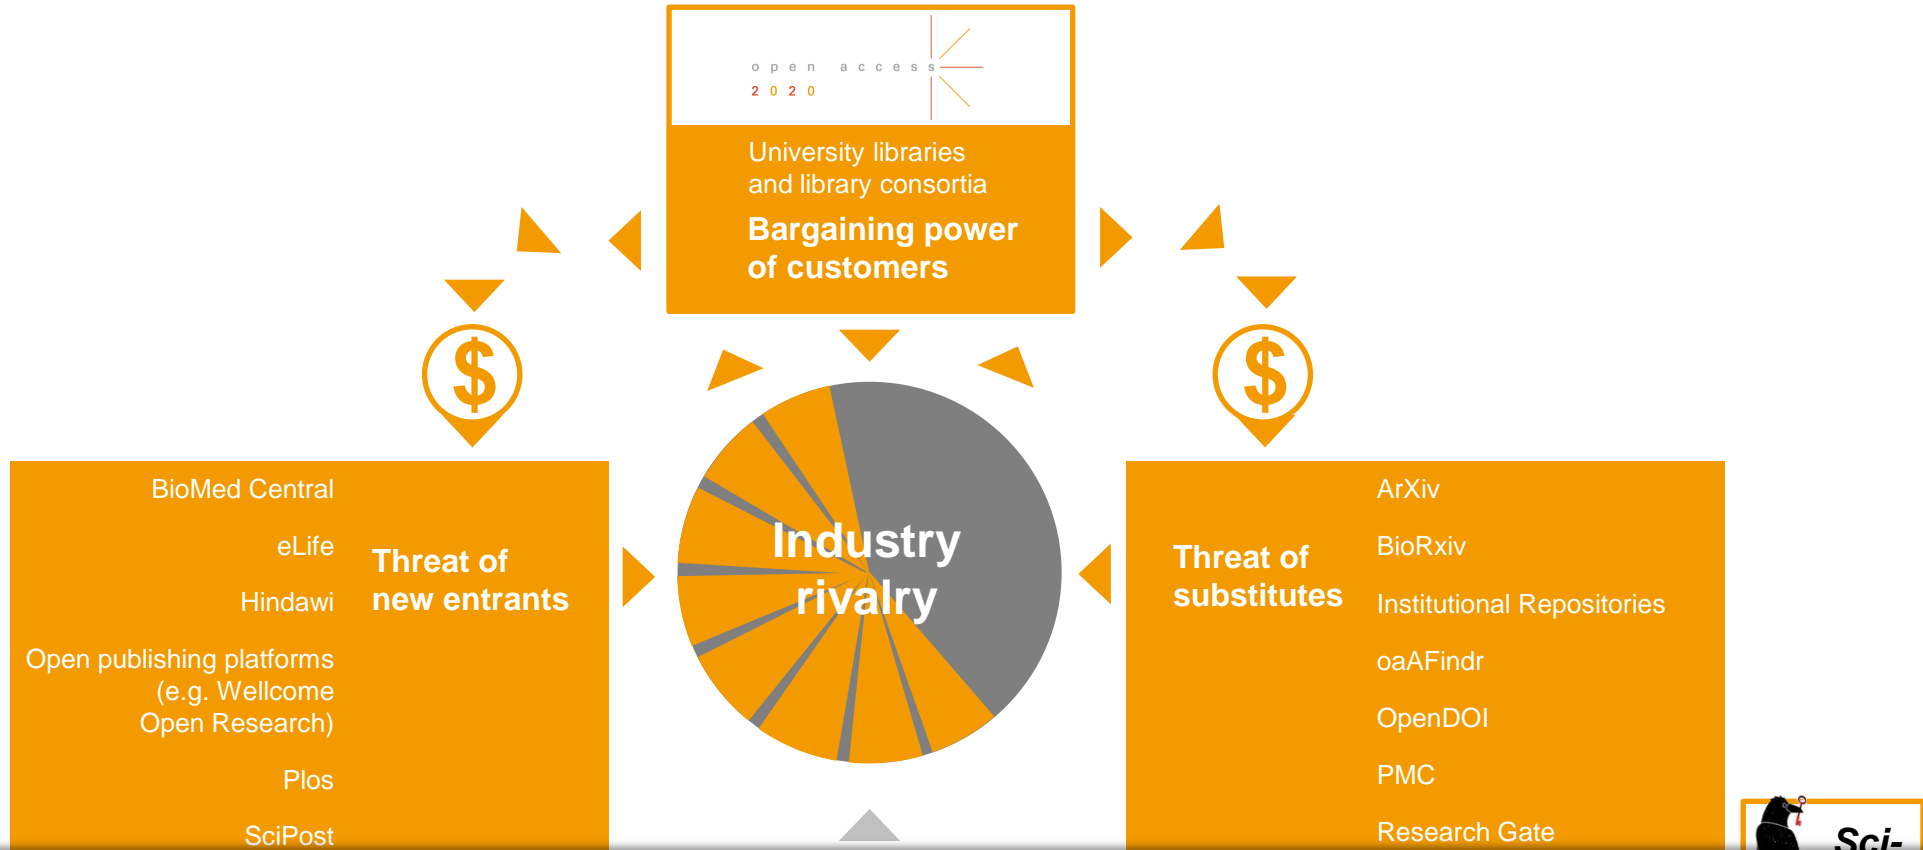 open access
2020
University libraries
and library consortia
Bargaining power
of customers
$
$
BioMed Central
eLife
Hindawi
Open publishing platforms
(e.g. Wellcome
Open Research)
Plos
SciPost
Threat of
new entrants
Industry
rivalry
Threat of
substitutes
ArXiv
BioRxiv
Institutional Repositories
oaAFindr
OpenDOI
PMC
Research Gate
Sci-